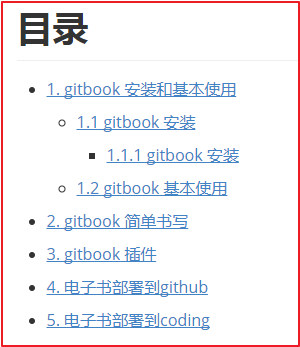 目录
1. gitbook 安装和基本使用
1.1 gitbook 安装
1.1.1 gitbook 安装
1.2 gitbook 基本使用
2. gitbook 简单书写
3. gitbook 插件
4. 电子书部署到github
5. 电子书部署到coding